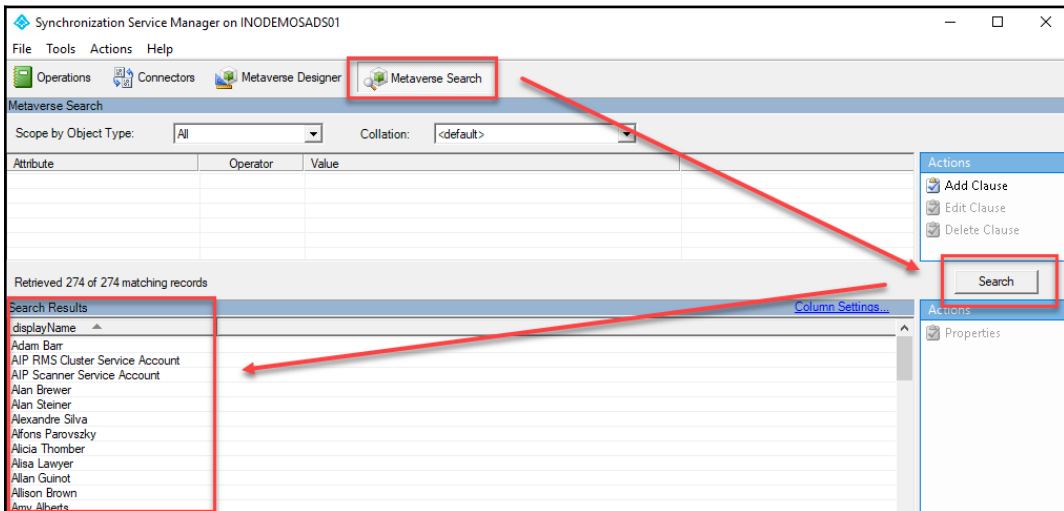 Synchronization Service Manager on INODEMOSADS01
File Tools Actions Help
Operations Connectors Metaverse Designer Metaverse Search
Metaverse Search
Scope by Object Type: All Collation: <default>
Attribute Operator Value
Actions
Add Clause
Edit Clause
Delete Clause
Retrieved 274 of 274 matching records
Search
Search Results Column Settings...
Actions
displayName
Properties
Adam Barr
AIP RMS Cluster Service Account
AIP Scanner Service Account
Alan Brewer
Alan Steiner
Alexandre Silva
Alfons Parovszky
Alicia Thomber
Alisa Lawyer
Allan Guinot
Allison Brown
Amy Alberts